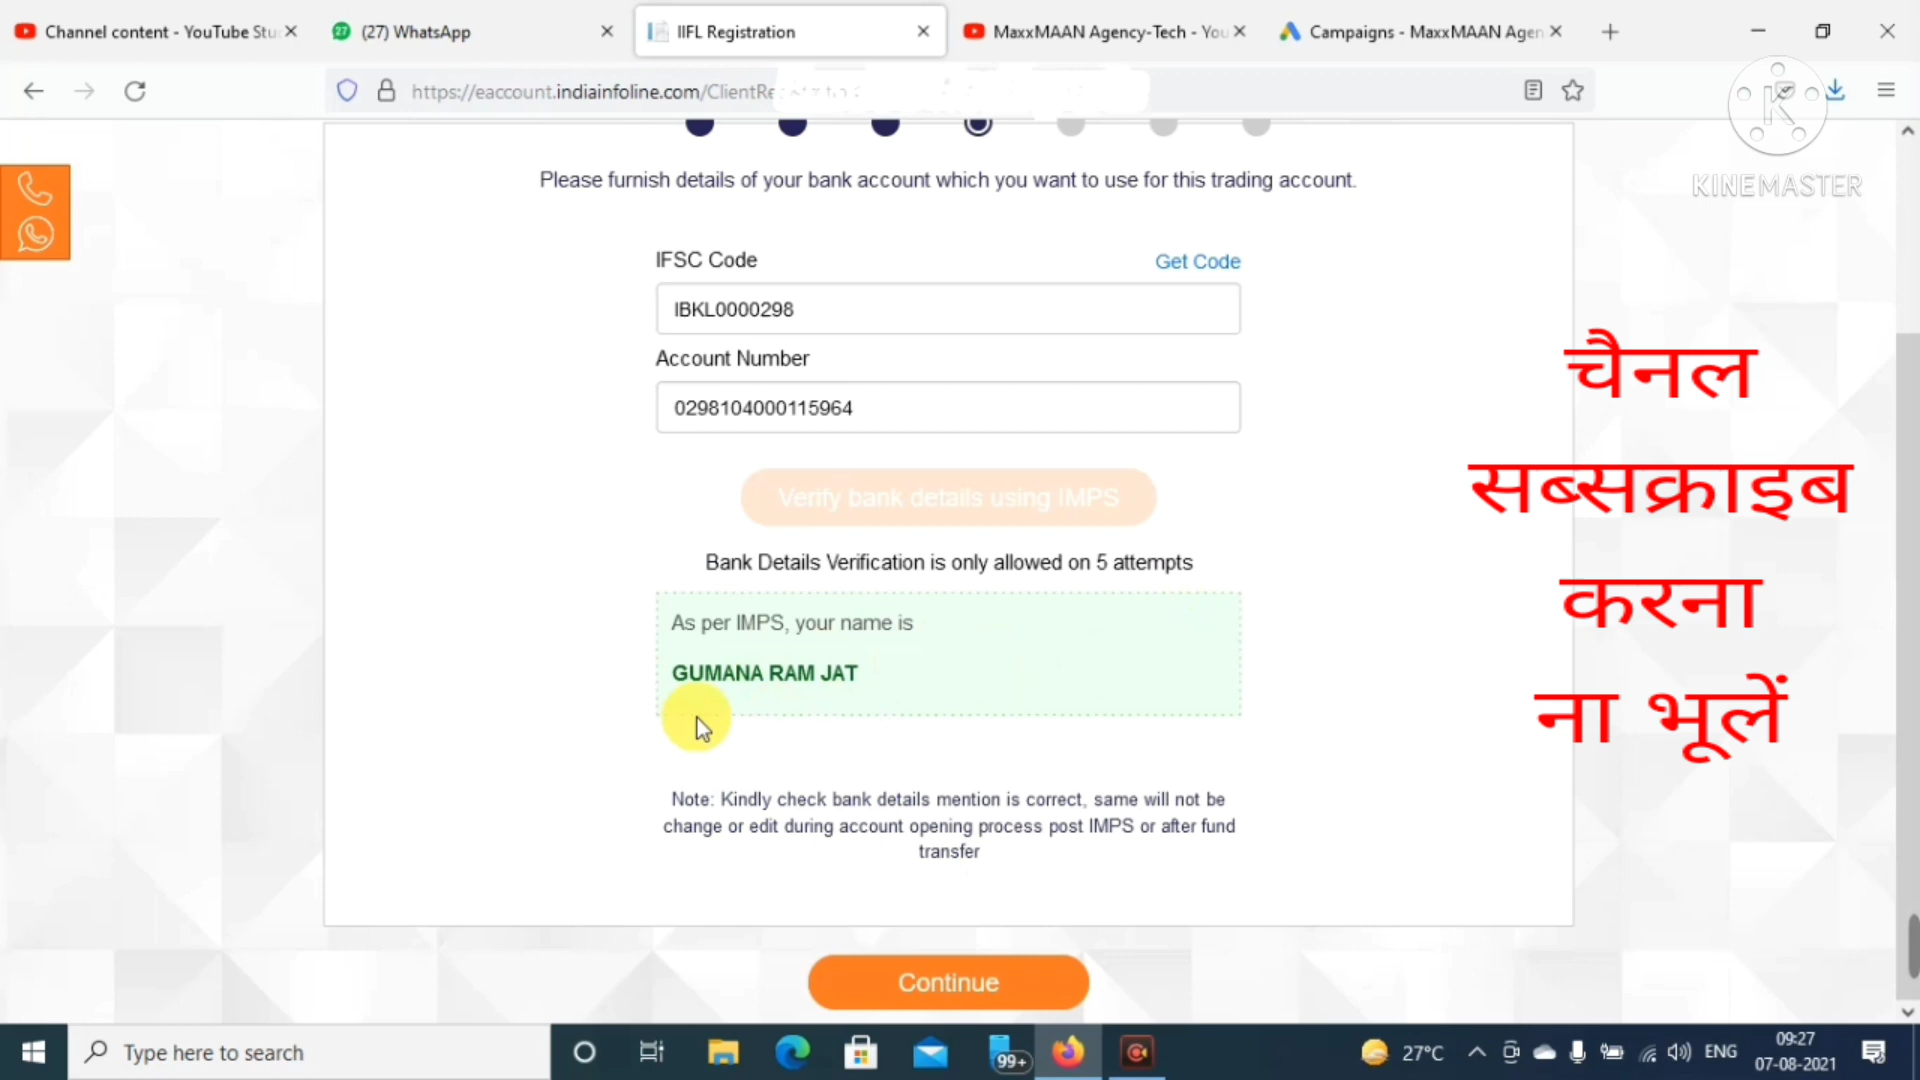 Channel content - YouTube Stu
27
(27) WhatsApp
IIFL Registration
MaxxMAAN Agency-Tech - You
Campaigns - MaxxMAAN Agen
https://eaccount.indiainfoline.com/ClientRe
KINEMASTER
Please furnish details of your bank account which you want to use for this trading account.
IFSC Code
Get Code
IBKL0000298
Account Number
0298104000115964
Verify bank details using IMPS
Bank Details Verification is only allowed on 5 attempts
As per IMPS, your name is
GUMANA RAM JAT
Note: Kindly check bank details mention is correct, same will not be
change or edit during account opening process post IMPS or after fund
transfer
Continue
चैनल
सब्सक्राइब
करना
ना भूलें
Type here to search
99+
27°C
ENG
09:27
07-08-2021